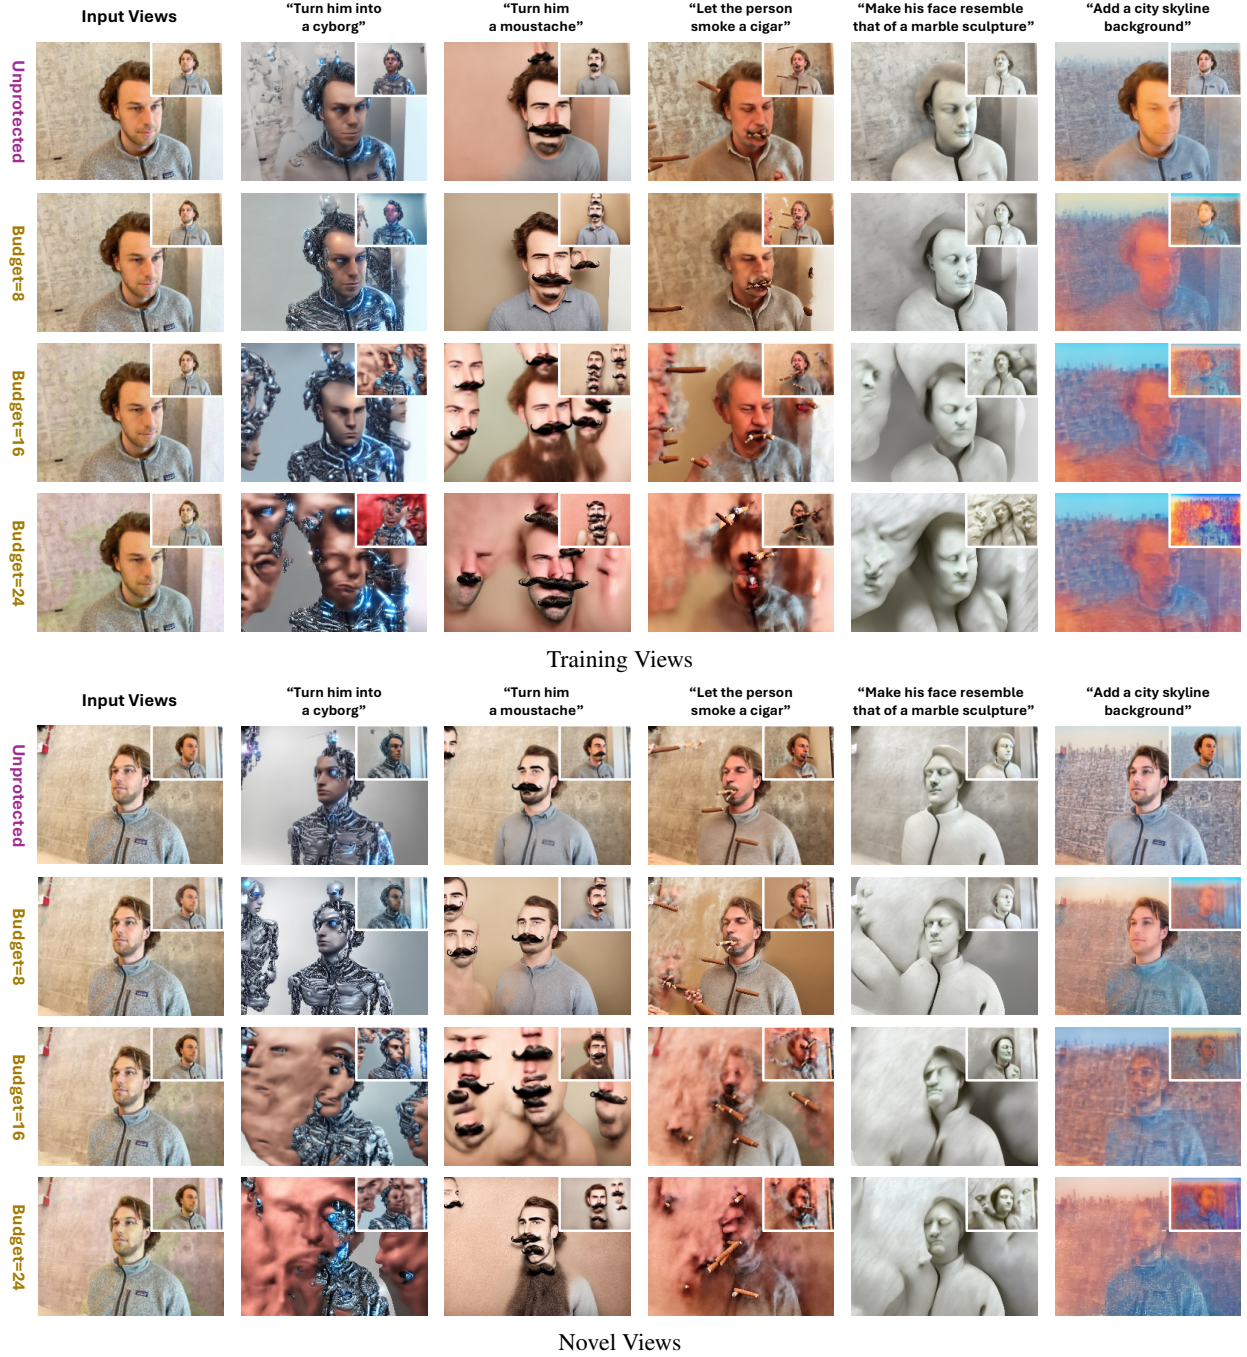 Input Views
“Turn him into
a cyborg”
“Turn him
a moustache”
“Let the person
smoke a cigar”
“Make his face resemble
that of a marble sculpture”
“Add a city skyline
background”
Unprotected
Budget=8
Budget=16
Budget=24
Training Views
Input Views
“Turn him into
a cyborg”
“Turn him
a moustache”
“Let the person
smoke a cigar”
“Make his face resemble
that of a marble sculpture”
“Add a city skyline
background”
Unprotected
Budget=8
Budget=16
Budget=24
Novel Views